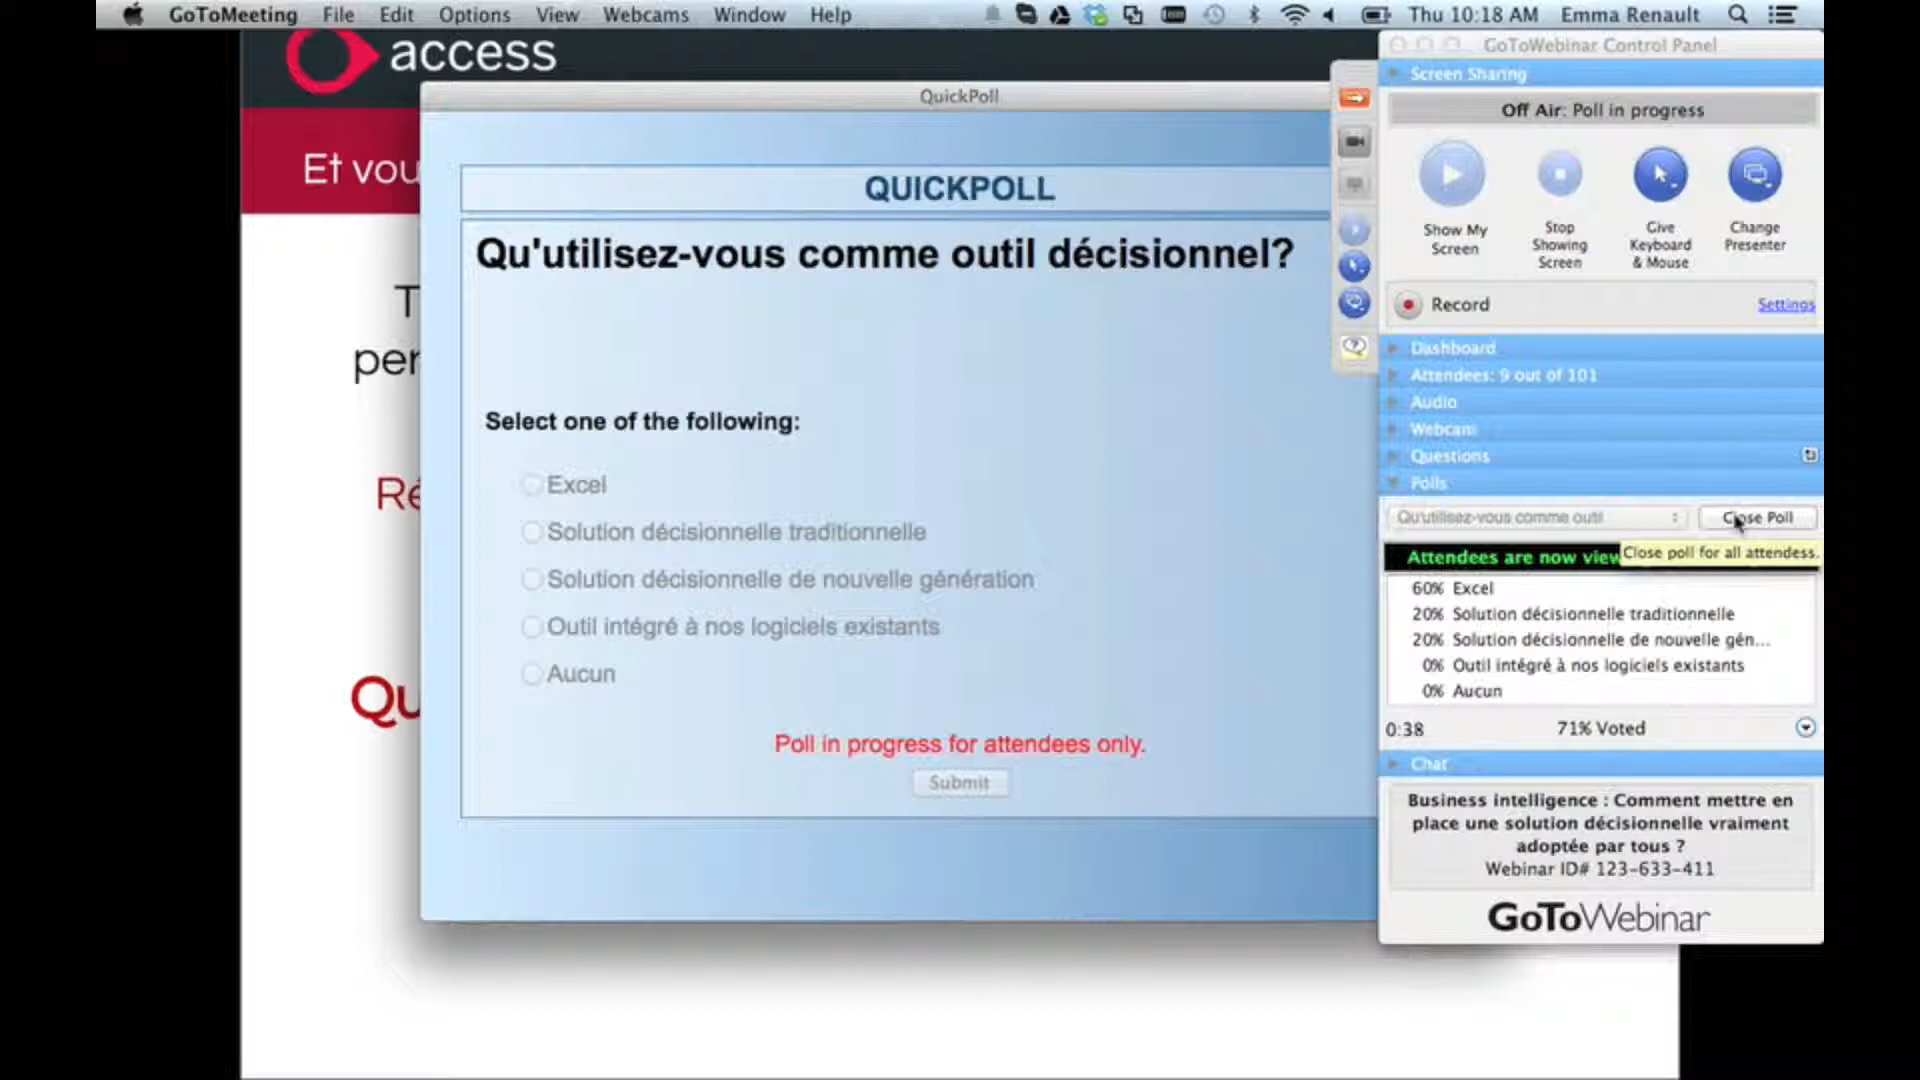 GoToMeeting File Edit Options View Webcams Window Help Thu 10:18 AM Emma Renault
access
Et vou
T
per
Ré
Qu
QuickPoll
QUICKPOLL
Qu'utilisez-vous comme outil décisionnel?
Select one of the following:
Excel
Solution décisionnelle traditionnelle
Solution décisionnelle de nouvelle génération
Outil intégré à nos logiciels existants
Aucun
Poll in progress for attendees only.
Submit
GoToWebinar Control Panel
Screen Sharing
Off Air: Poll in progress
Show My
Screen
Stop
Showing
Screen
Give
Keyboard
& Mouse
Change
Presenter
Record Settings
Dashboard
Attendees: 9 out of 101
Audio
Webcam
Questions
Polls
Qu'utilisez-vous comme outil Close Poll
Attendees are now view
Close poll for all attendess.
60% Excel
20% Solution décisionnelle traditionnelle
20% Solution décisionnelle de nouvelle gén...
0% Outil intégré à nos logiciels existants
0% Aucun
0:38 71% Voted
Chat
Business intelligence : Comment mettre en
place une solution décisionnelle vraiment
adoptée par tous ?
Webinar ID# 123-633-411
GoToWebinar